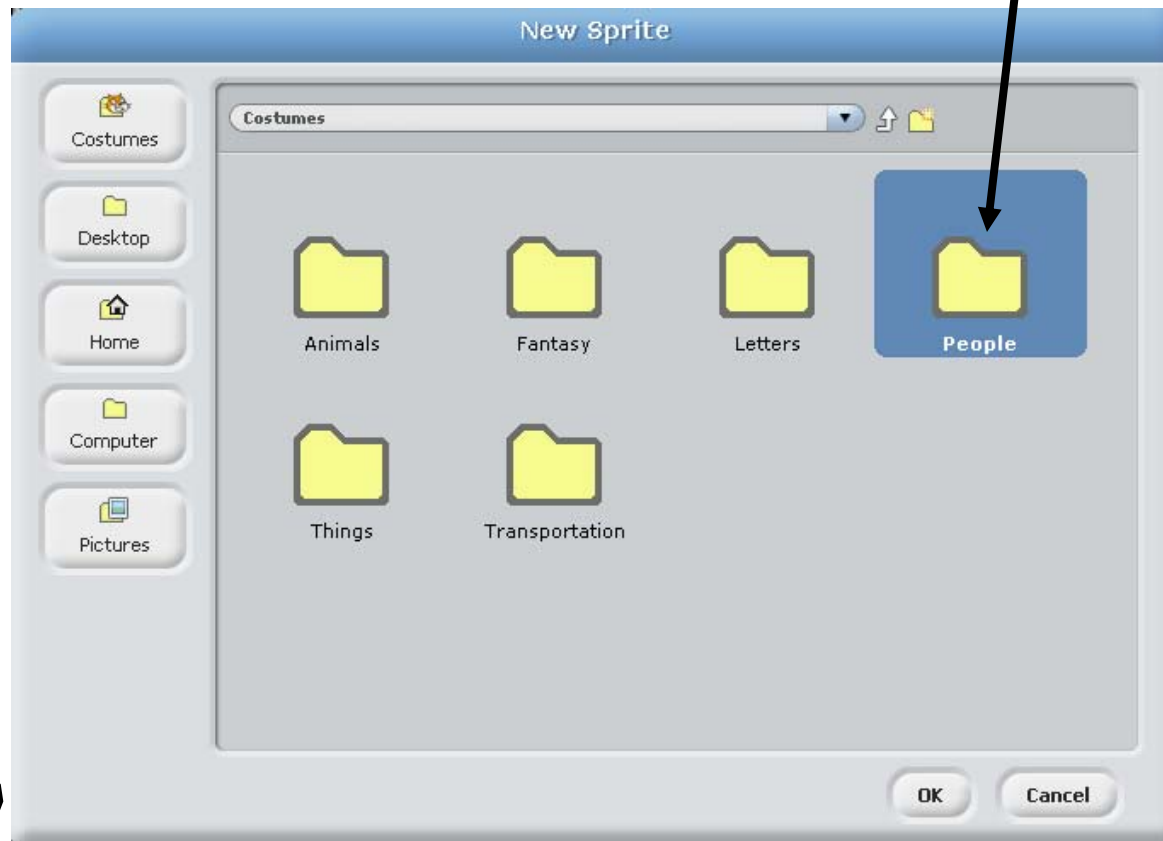 New Sprite
Costumes
Costumes
Desktop
Home
Computer
Pictures
Animals
Fantasy
Letters
People
Things
Transportation
OK
Cancel